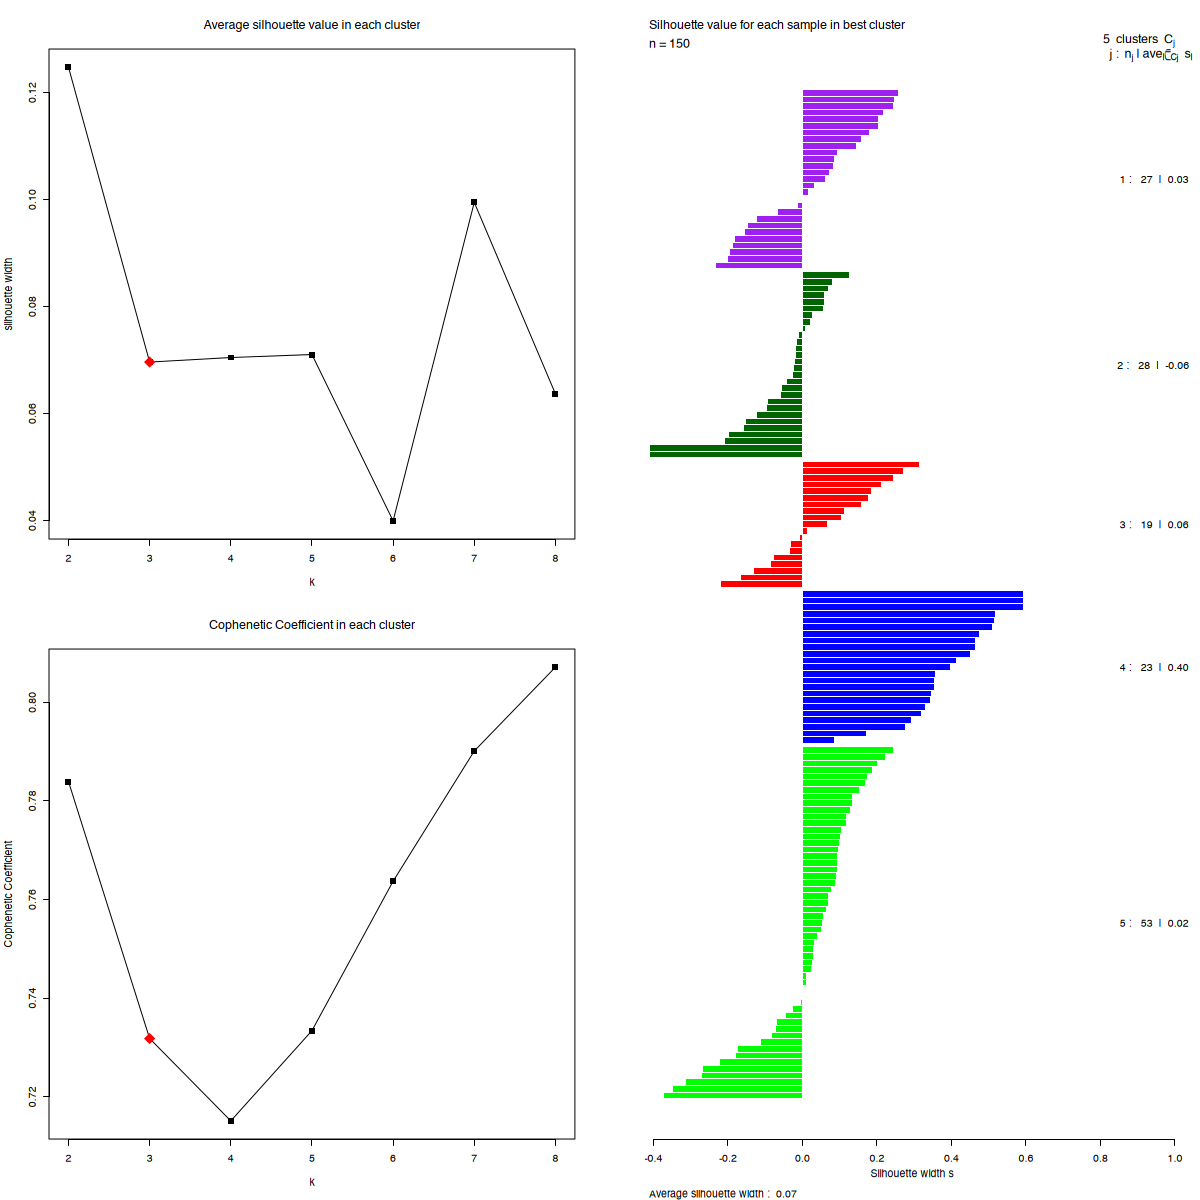 Average silhouette value in each cluster
silhouette width
0.04 0.06 0.08 0.10 0.12
2 3 4 5 6 7 8
k
Cophenetic Coefficient in each cluster
Cophenetic Coefficient
0.72 0.74 0.76 0.78 0.80
2 3 4 5 6 7 8
k
Silhouette value for each sample in best cluster
n = 150
5 clusters Cj
j : nj | ave i∈Cj si
1 : 27 | 0.03
2 : 28 | -0.06
3 : 19 | 0.06
4 : 23 | 0.40
5 : 53 | 0.02
-0.4 -0.2 0.0 0.2 0.4 0.6 0.8 1.0
Silhouette width s
Average silhouette width : 0.07